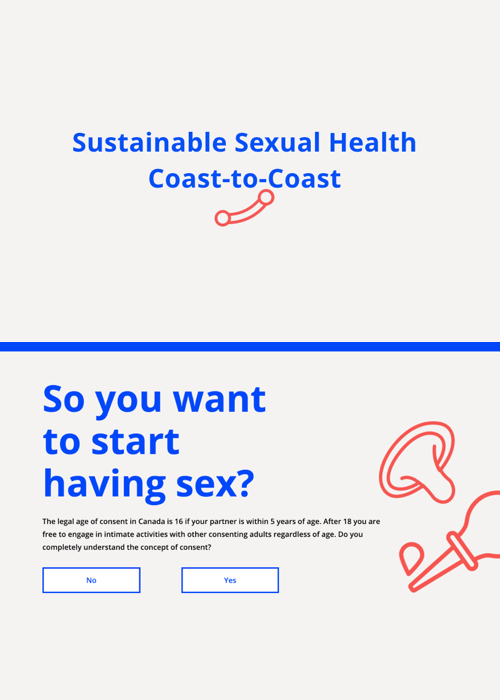 Sustainable Sexual Health
Coast-to-Coast
So you want
to start
having sex?
The legal age of consent in Canada is 16 if your partner is within 5 years of age. After 18 you are
free to engage in intimate activities with other consenting adults regardless of age. Do you
completely understand the concept of consent?
No
Yes